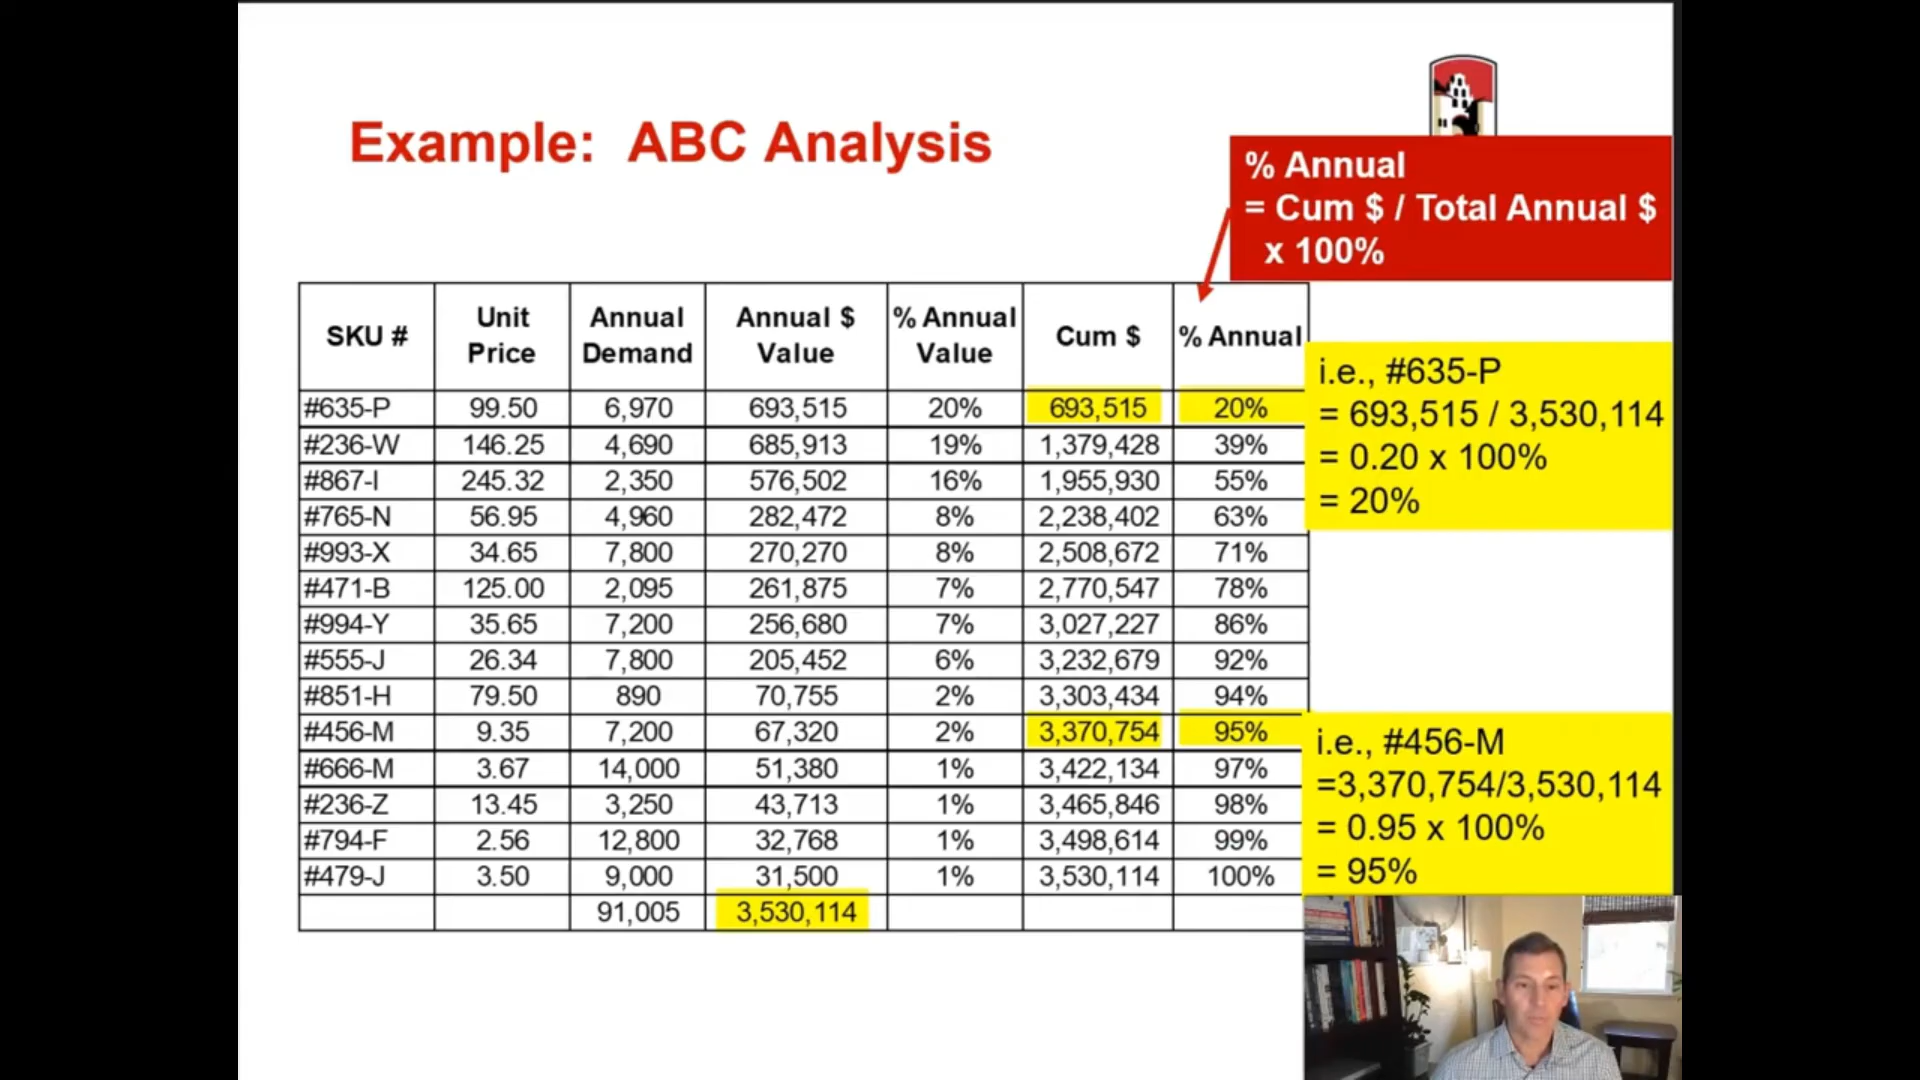 Example: ABC Analysis
% Annual
= Cum $ / Total Annual $
x 100%
SKU # Unit Price Annual Demand Annual $ Value % Annual Value Cum $ % Annual
#635-P 99.50 6,970 693,515 20% 693,515 20%
#236-W 146.25 4,690 685,913 19% 1,379,428 39%
#867-I 245.32 2,350 576,502 16% 1,955,930 55%
#765-N 56.95 4,960 282,472 8% 2,238,402 63%
#993-X 34.65 7,800 270,270 8% 2,508,672 71%
#471-B 125.00 2,095 261,875 7% 2,770,547 78%
#994-Y 35.65 7,200 256,680 7% 3,027,227 86%
#555-J 26.34 7,800 205,452 6% 3,232,679 92%
#851-H 79.50 890 70,755 2% 3,303,434 94%
#456-M 9.35 7,200 67,320 2% 3,370,754 95%
#666-M 3.67 14,000 51,380 1% 3,422,134 97%
#236-Z 13.45 3,250 43,713 1% 3,465,846 98%
#794-F 2.56 12,800 32,768 1% 3,498,614 99%
#479-J 3.50 9,000 31,500 1% 3,530,114 100%
91,005 3,530,114
i.e., #635-P
= 693,515 / 3,530,114
= 0.20 x 100%
= 20%
i.e., #456-M
=3,370,754/3,530,114
= 0.95 x 100%
= 95%